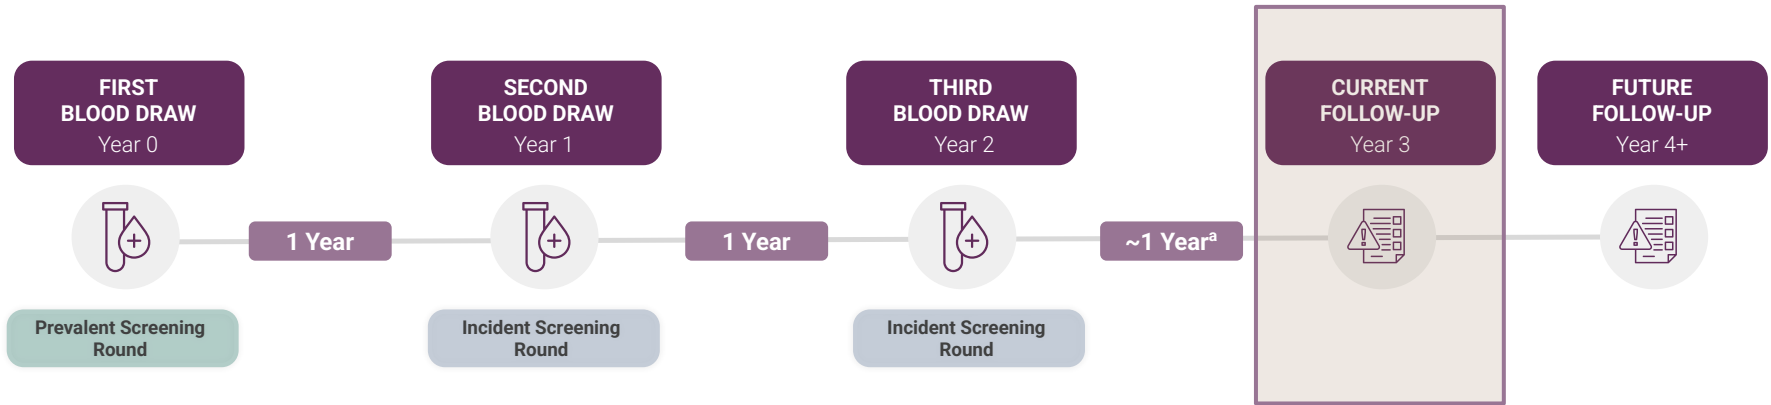 FIRST
BLOOD DRAW
Year 0
SECOND
BLOOD DRAW
Year 1
THIRD
BLOOD DRAW
Year 2
CURRENT
FOLLOW-UP
Year 3
FUTURE
FOLLOW-UP
Year 4+
1 Year
1 Year
~1 Yearᵃ
Prevalent Screening
Round
Incident Screening
Round
Incident Screening
Round